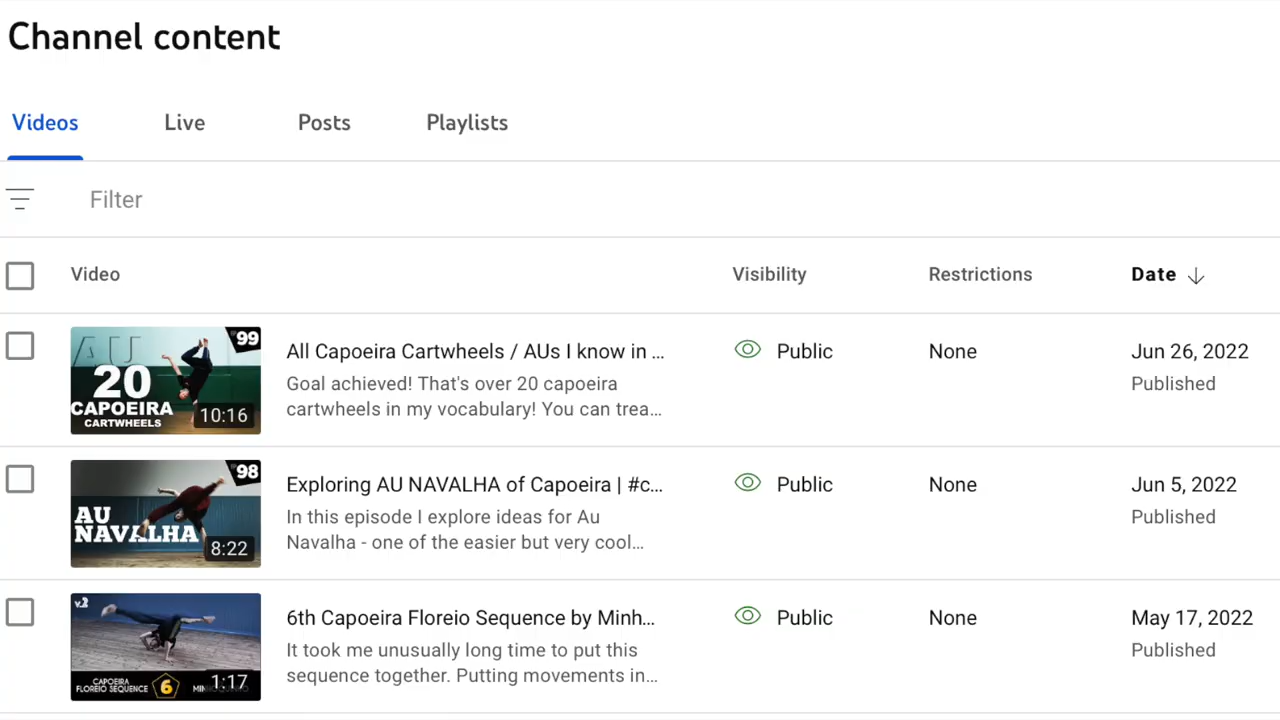 Channel content
Videos Live Posts Playlists
Filter
Video Visibility Restrictions Date
AU
20
CAPOEIRA
CARTWHEELS
99
10:16
All Capoeira Cartwheels / AUs I know in ...
Goal achieved! That's over 20 capoeira
cartwheels in my vocabulary! You can trea...
Public
None
Jun 26, 2022
Published
AU
NAVALHA
98
8:22
Exploring AU NAVALHA of Capoeira | #c...
In this episode I explore ideas for Au
Navalha - one of the easier but very cool...
Public
None
Jun 5, 2022
Published
v.2
CAPOEIRA
FLOREIO SEQUENCE
6
1:17
6th Capoeira Floreio Sequence by Minh...
It took me unusually long time to put this
sequence together. Putting movements in...
Public
None
May 17, 2022
Published